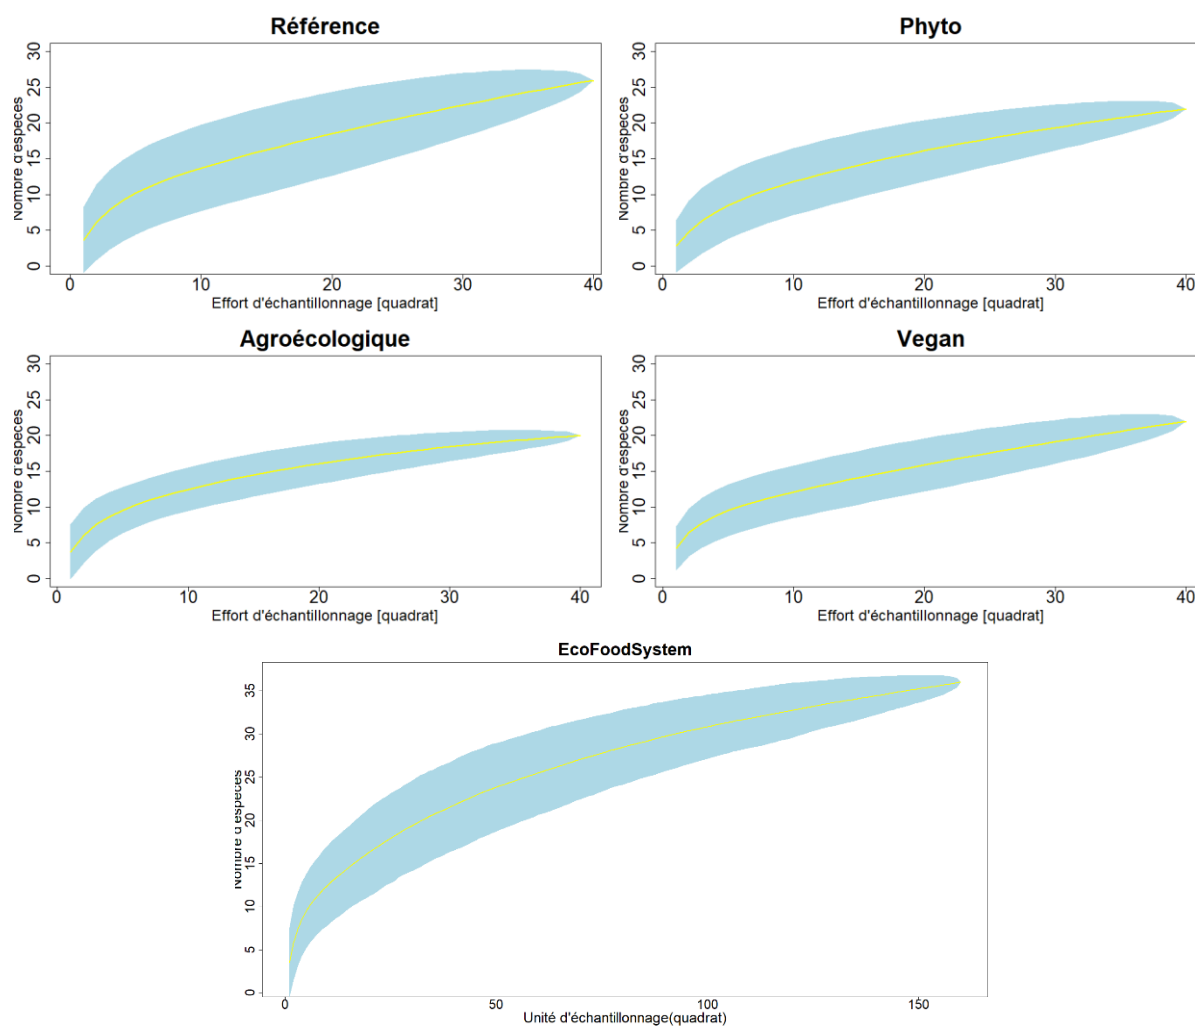 Référence
Nombre d'especes
0 5 10 15 20 25 30
0 10 20 30 40
Effort d'échantillonnage [quadrat]
Phyto
Nombre d'especes
0 5 10 15 20 25 30
0 10 20 30 40
Effort d'échantillonnage [quadrat]
Agroécologique
Nombre d'especes
0 5 10 15 20 25 30
0 10 20 30 40
Effort d'échantillonnage [quadrat]
Vegan
Nombre d'especes
0 5 10 15 20 25 30
0 10 20 30 40
Effort d'échantillonnage [quadrat]
EcoFoodSystem
Nombre d'especes
0 5 10 15 20 25 30 35
0 50 100 150
Unité d'échantillonnage(quadrat)